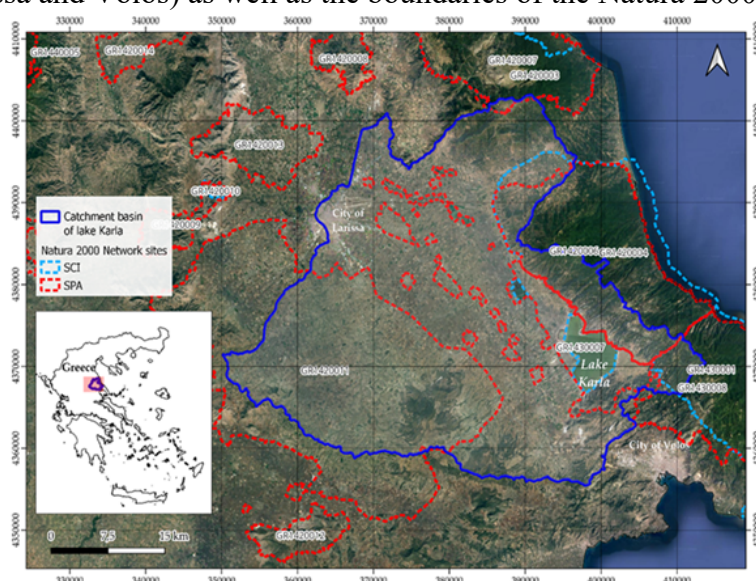 sa and Volos) as well as the boundaries of the Natura 2000
GR1440005
GR1420014
GR1420008
GR1420007
GR1420003
GR1420013
GR1420010
City of
Larissa
Catchment basin
of lake Karla
Natura 2000 Network sites
SCI
SPA
GR1420006
GR1420004
GR1430007
Lake
Karla
GR1420011
GR1430001
GR1430008
City of Volos
Greece
GR1420012
0 7,5 15 km
4410000
4400000
4390000
4380000
4370000
4360000
4350000
330000 340000 350000 360000 370000 380000 390000 400000 410000